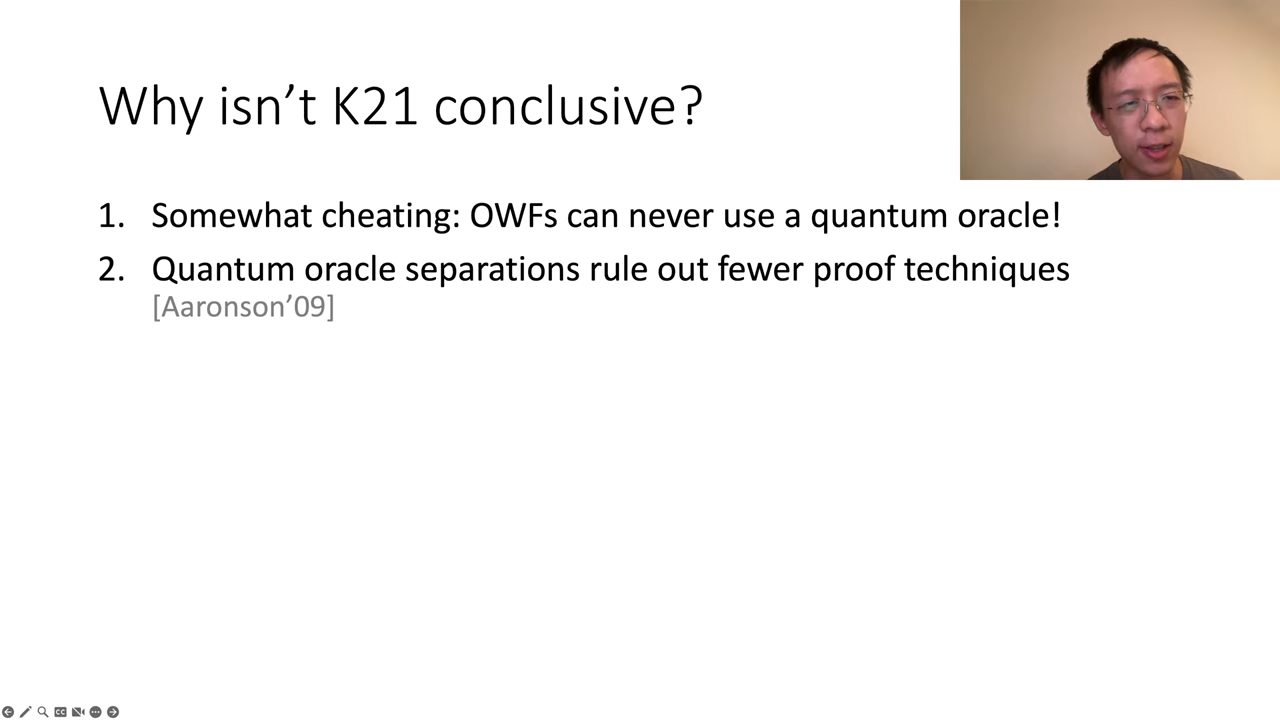 Why isn’t K21 conclusive?
1. Somewhat cheating: OWFs can never use a quantum oracle!
2. Quantum oracle separations rule out fewer proof techniques
[Aaronson’09]
CC